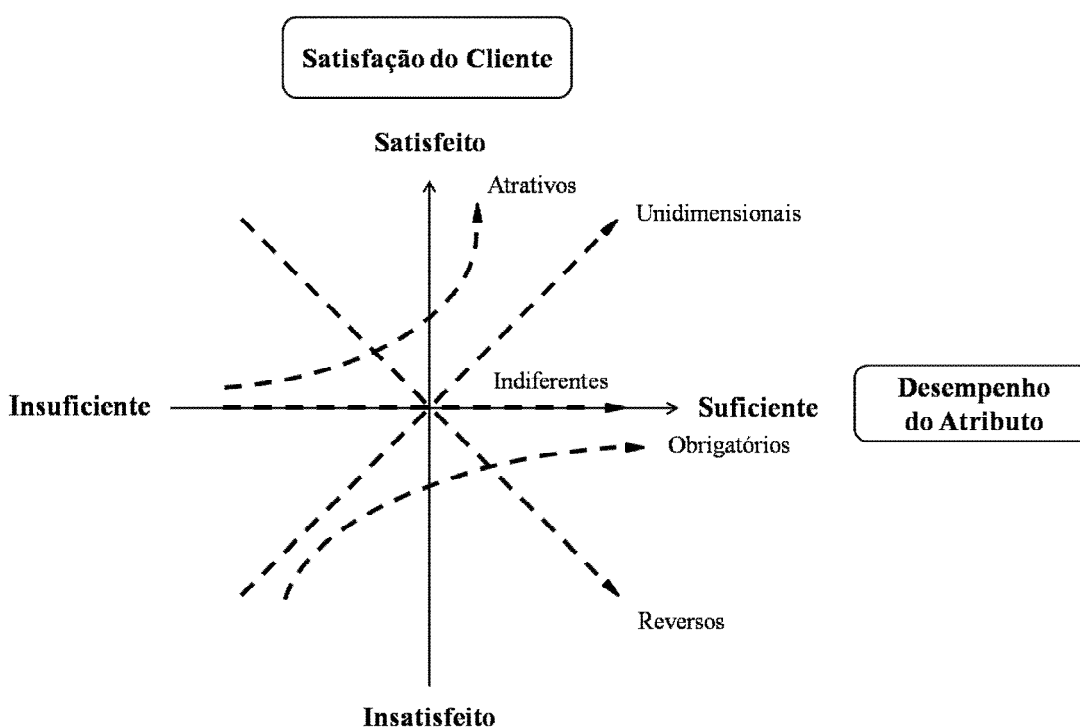 Satisfação do Cliente
Satisfeito
Atrativos
Unidimensionais
Indiferentes
Insuficiente
Suficiente
Desempenho
do Atributo
Obrigatórios
Reversos
Insatisfeito